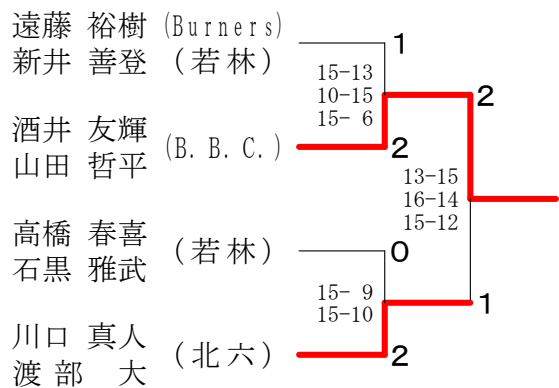 遠藤 裕樹 (Burners)
新井 善登 (若林)
1
15-13
10-15
15- 6
2
酒井 友輝
山田 哲平
(B. B. C.)
2
13-15
16-14
15-12
高橋 春喜
石黒 雅武
(若林)
0
15- 9
15-10
1
川口 真人
渡部 大
(北六)
2